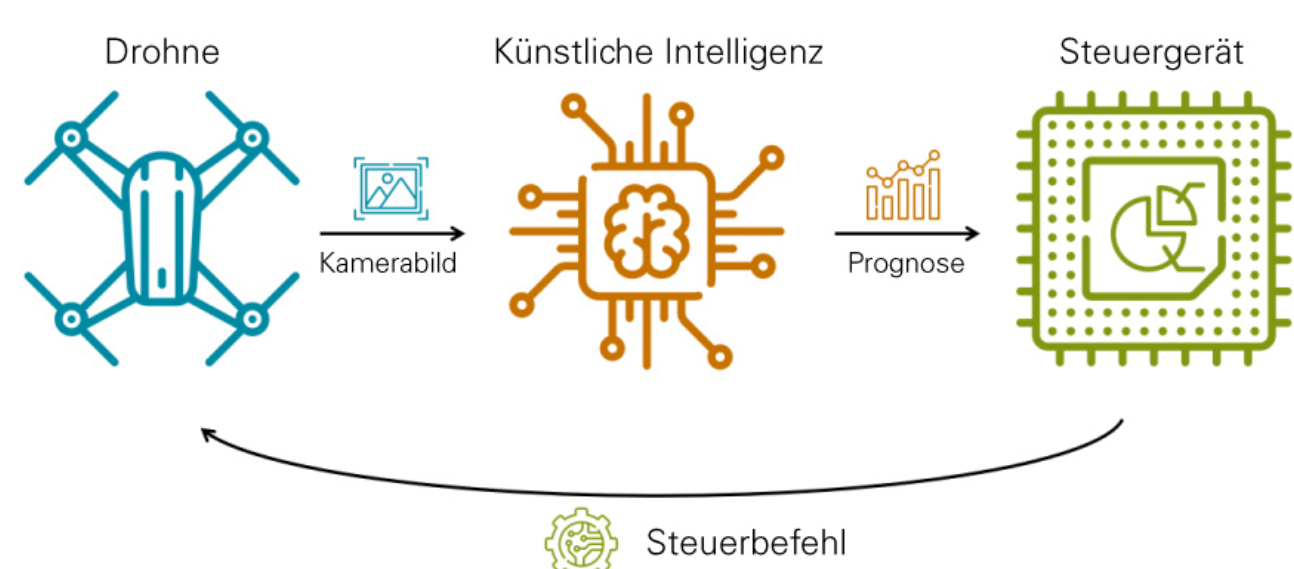 Drohne
Künstliche Intelligenz
Steuergerät
Kamerabild
Prognose
Steuerbefehl